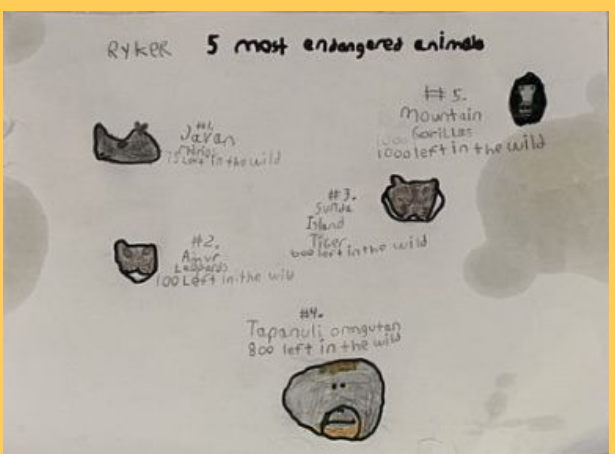 RYKER 5 most endangered animals
#1.
Javan
rhinos
75 left in the wild
#2.
Amur
Leopards
100 Left in the wild
#3.
Sunda
Island
Tiger
600 left in the wild
#4.
Tapanuli orangutan
800 left in the wild
#5.
Mountain
Gorillas
1000 left in the wild